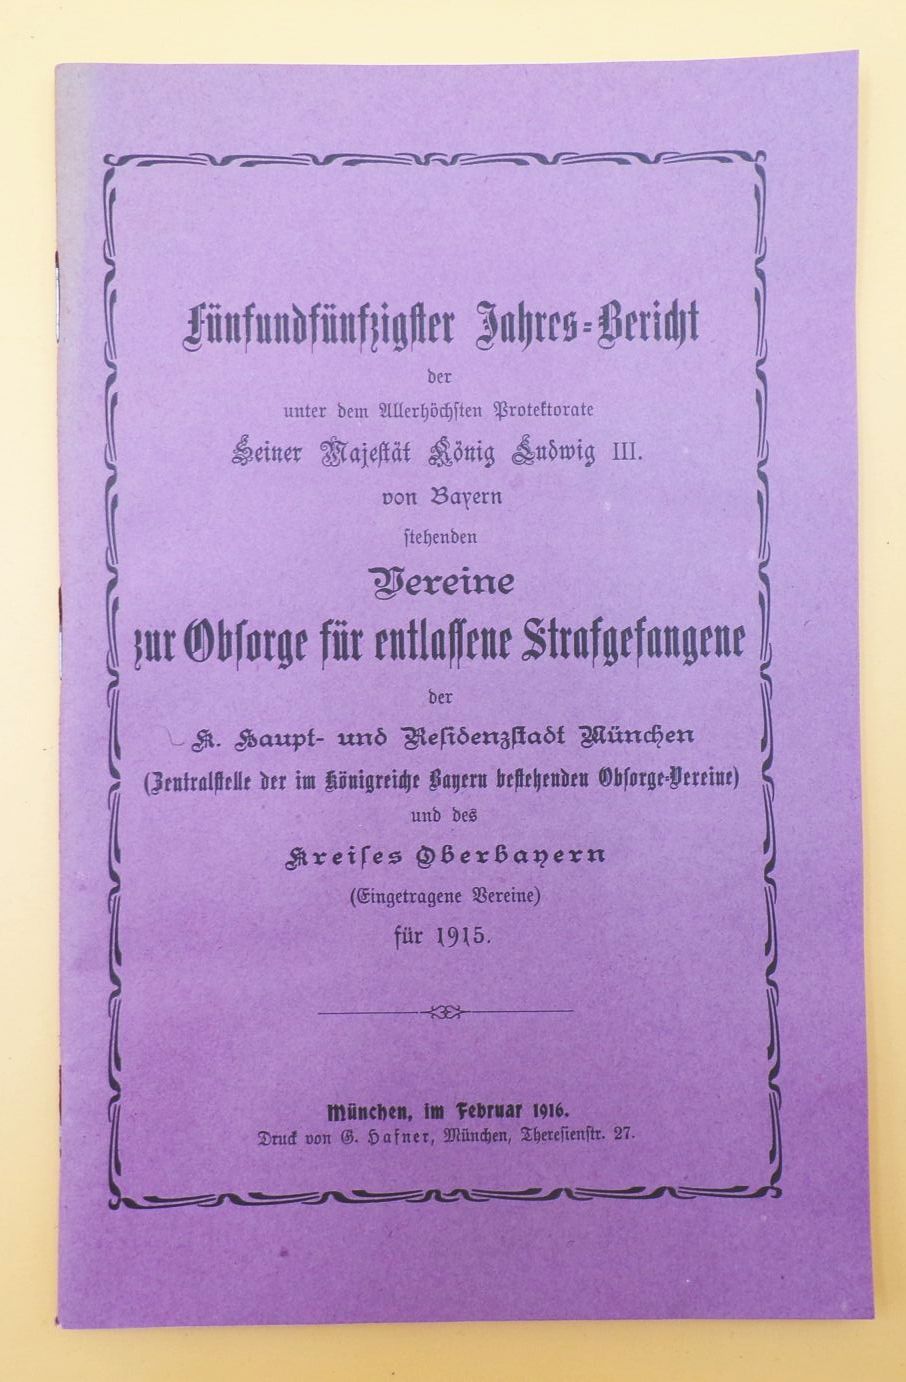 Fünfundfünfzigster Jahres-Bericht
der
unter dem Allerhöchsten Protektorate
Seiner Majestät König Ludwig III.
von Bayern
stehenden
Vereine
zur Obsorge für entlassene Strafgefangene
der
K. Haupt- und Residenzstadt München
(Zentralstelle der im Königreiche Bayern bestehenden Obsorge-Vereine)
und des
Kreises Oberbayern
(Eingetragene Vereine)
für 1915.
München, im Februar 1916.
Druck von G. Hafner, München, Theresienstr. 27.